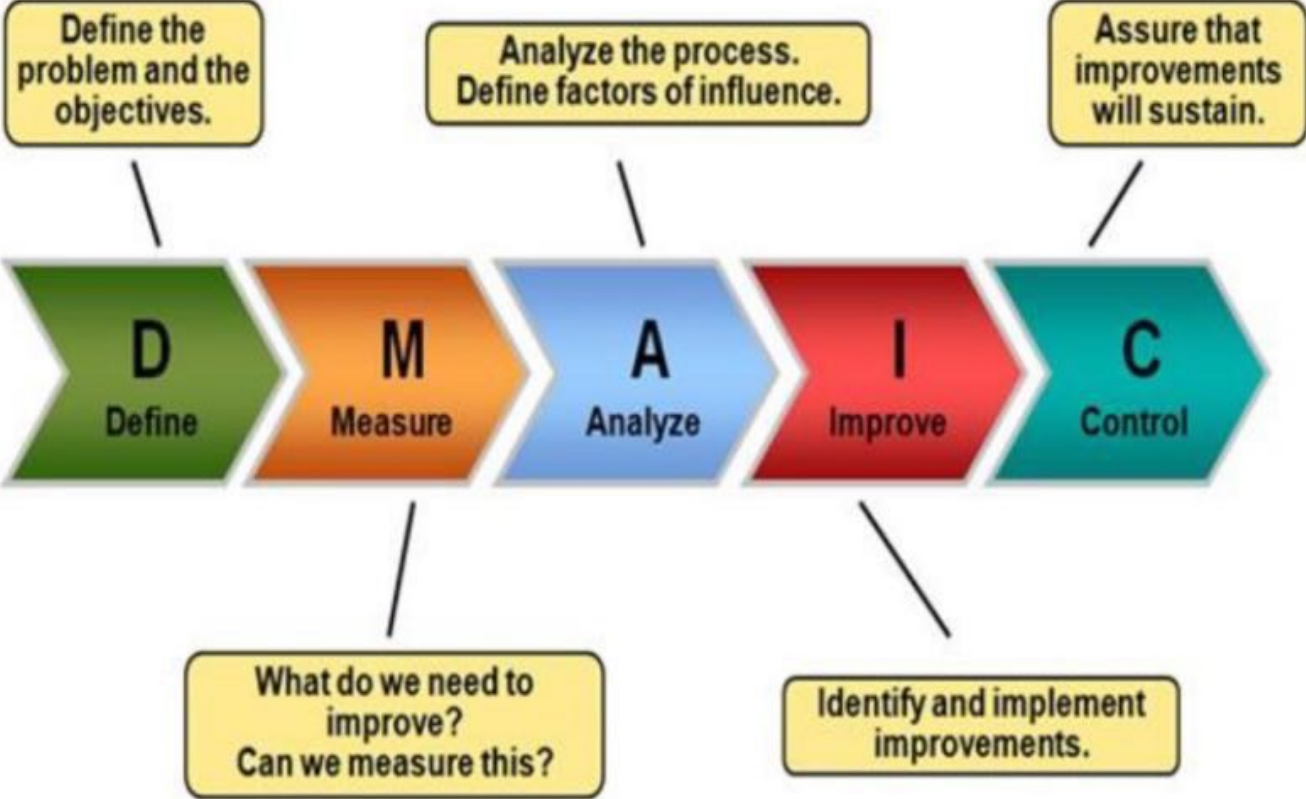 Define the
problem and the
objectives.
Analyze the process.
Define factors of influence.
Assure that
improvements
will sustain.
D
Define
M
Measure
A
Analyze
I
Improve
C
Control
What do we need to
improve?
Can we measure this?
Identify and implement
improvements.